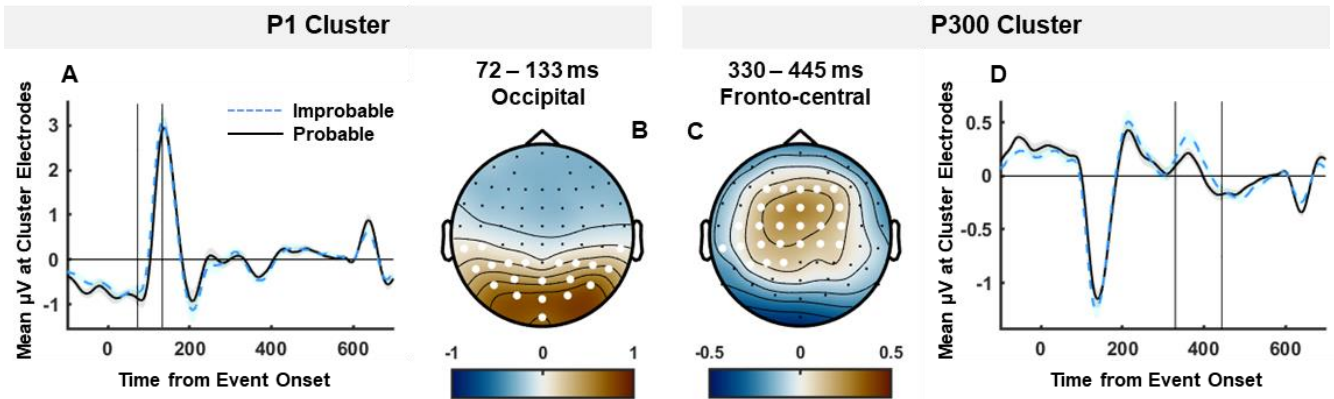 P1 Cluster
P300 Cluster
A
Mean µV at Cluster Electrodes
3
2
1
0
-1
0 200 400 600
Time from Event Onset
Improbable
Probable
72 – 133 ms
Occipital
B
-1 0 1
330 – 445 ms
Fronto-central
C
-0.5 0 0.5
D
Mean µV at Cluster Electrodes
0.5
0
-0.5
-1
0 200 400 600
Time from Event Onset